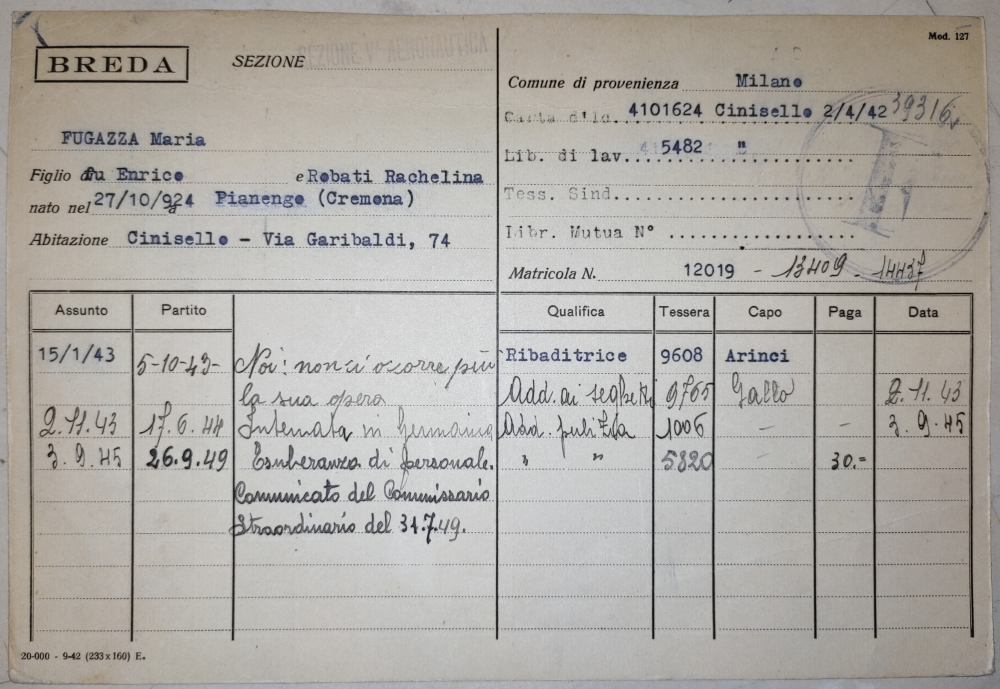 Mod. 127
BREDA
SEZIONE
SEZIONE Vª AERONAUTICA
Comune di provenienza Milano
Carta d'Id. 4101624 Cinisello 2/4/42
39316
FUGAZZA Maria
Lib. di lav... 5482 "
Figlio fu Enrico e Robati Rachelina
Tess. Sind.
nato nel 27/10/924 a Pianengo (Cremona)
Abitazione Cinisello - Via Garibaldi, 74
Libr. Mutua N°
Matricola N. 12019 - 13409 - 14437
Assunto Partito Qualifica Tessera Capo Paga Data
15/1/43 5-10-43- Noi: non ci occorre più Ribaditrice 9608 Arinci
la sua opera Add. ai seghetti 9765 Gallo 2.11.43
2.11.43 17.6.44 Internata in Germania Add. pulizia 1006 - - 3.9.45
3.9.45 26.9.49 Esuberanza di personale. " " 5820 30.=
Comunicato del Commissario
Straordinario del 31.7.49.
20-000 - 9-42 (233 x 160) E.